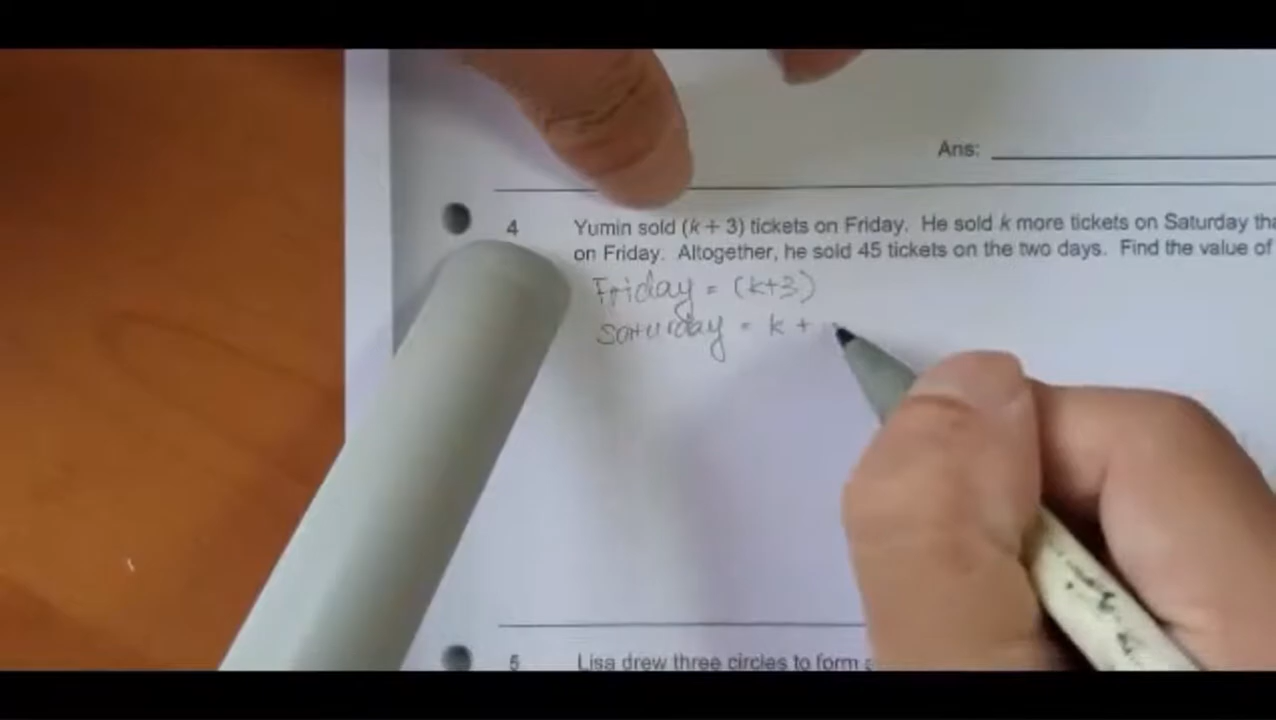 Ans:
4 Yumin sold (k + 3) tickets on Friday. He sold k more tickets on Saturday tha
on Friday. Altogether, he sold 45 tickets on the two days. Find the value of
Friday = (k+3)
Saturday = k +
5 Lisa drew three circles to form